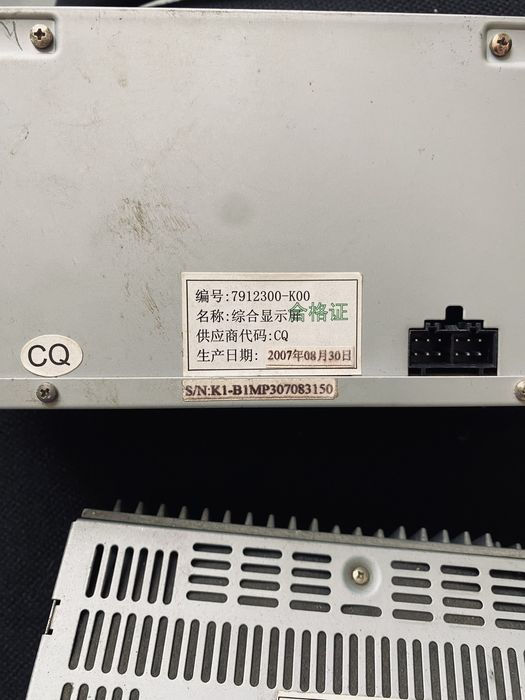 编号:7912300-K00
名称:综合显示屏
合格证
供应商代码:CQ
生产日期: 2007年08月30日
S/N:K1-B1MP307083150
CQ